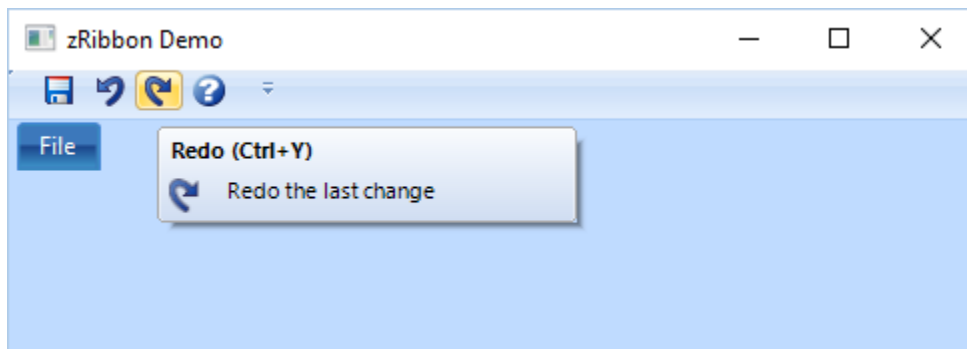 zRibbon Demo
File
Redo (Ctrl+Y)
Redo the last change